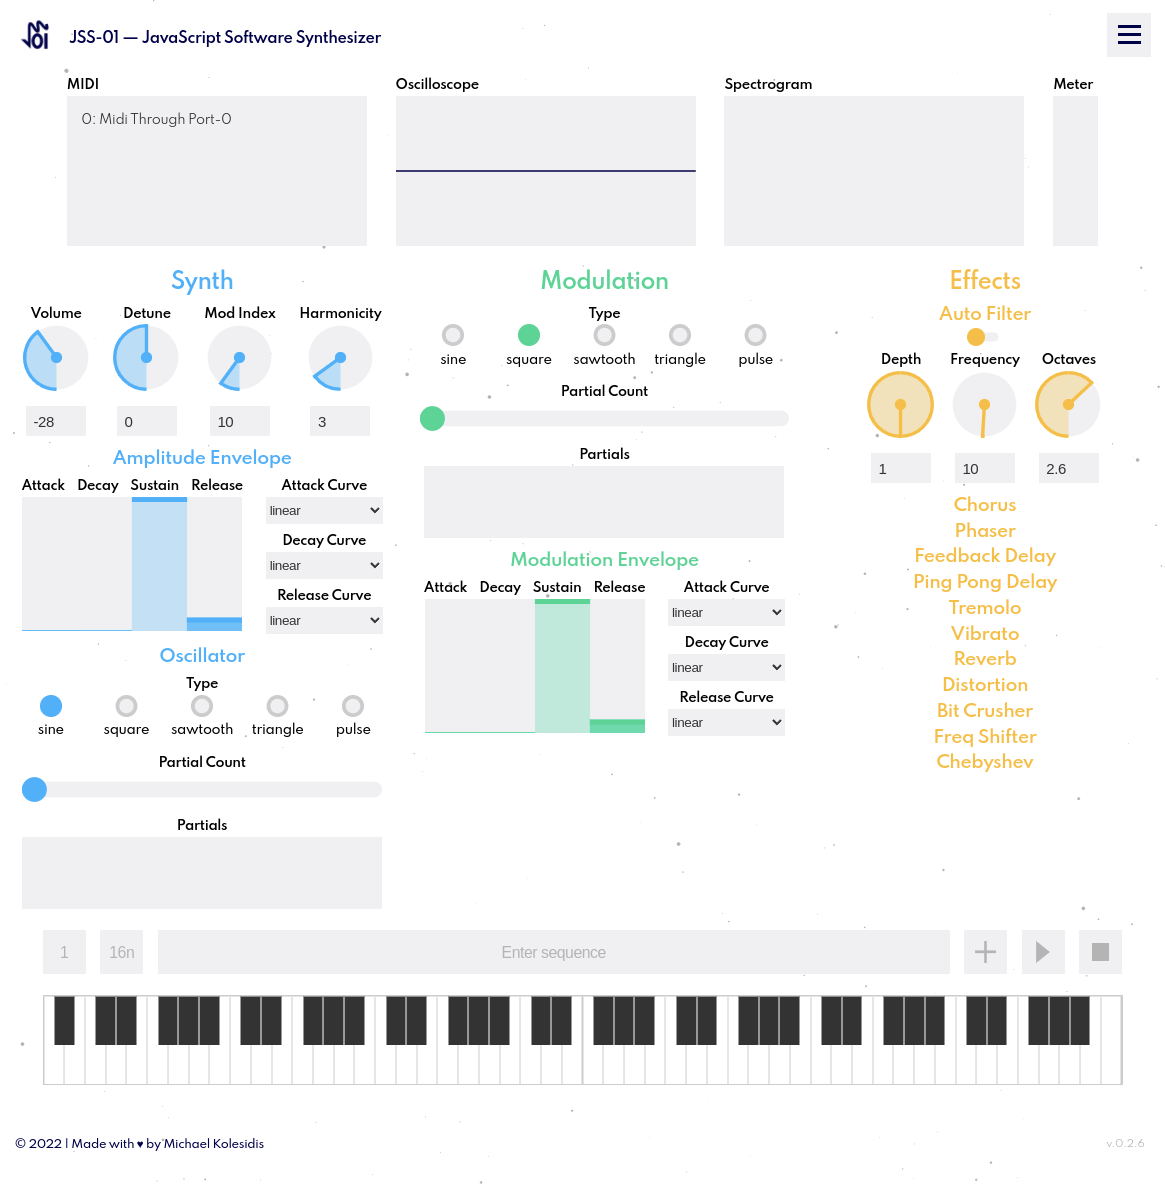 JSS-01 — JavaScript Software Synthesizer
MIDI
0: Midi Through Port-0
Oscilloscope
Spectrogram
Meter
Synth
Volume Detune Mod Index Harmonicity
-28 0 10 3
Amplitude Envelope
Attack Decay Sustain Release
Attack Curve
linear
Decay Curve
linear
Release Curve
linear
Oscillator
Type
sine square sawtooth triangle pulse
Partial Count
Partials
Modulation
Type
sine square sawtooth triangle pulse
Partial Count
Partials
Modulation Envelope
Attack Decay Sustain Release
Attack Curve
linear
Decay Curve
linear
Release Curve
linear
Effects
Auto Filter
Depth Frequency Octaves
1 10 2.6
Chorus
Phaser
Feedback Delay
Ping Pong Delay
Tremolo
Vibrato
Reverb
Distortion
Bit Crusher
Freq Shifter
Chebyshev
1 16n Enter sequence
© 2022 | Made with ♥ by Michael Kolesidis
v.0.2.6